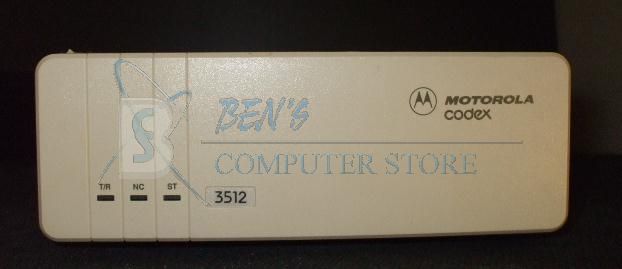 BEN'S
MOTOROLA
codex
COMPUTER STORE
T/R NC ST
3512